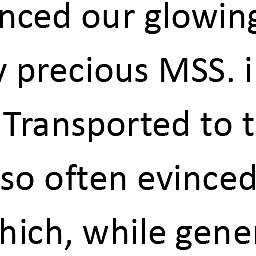 nced our glowing
y precious MSS. i
Transported to t
so often evinced
hich, while gener